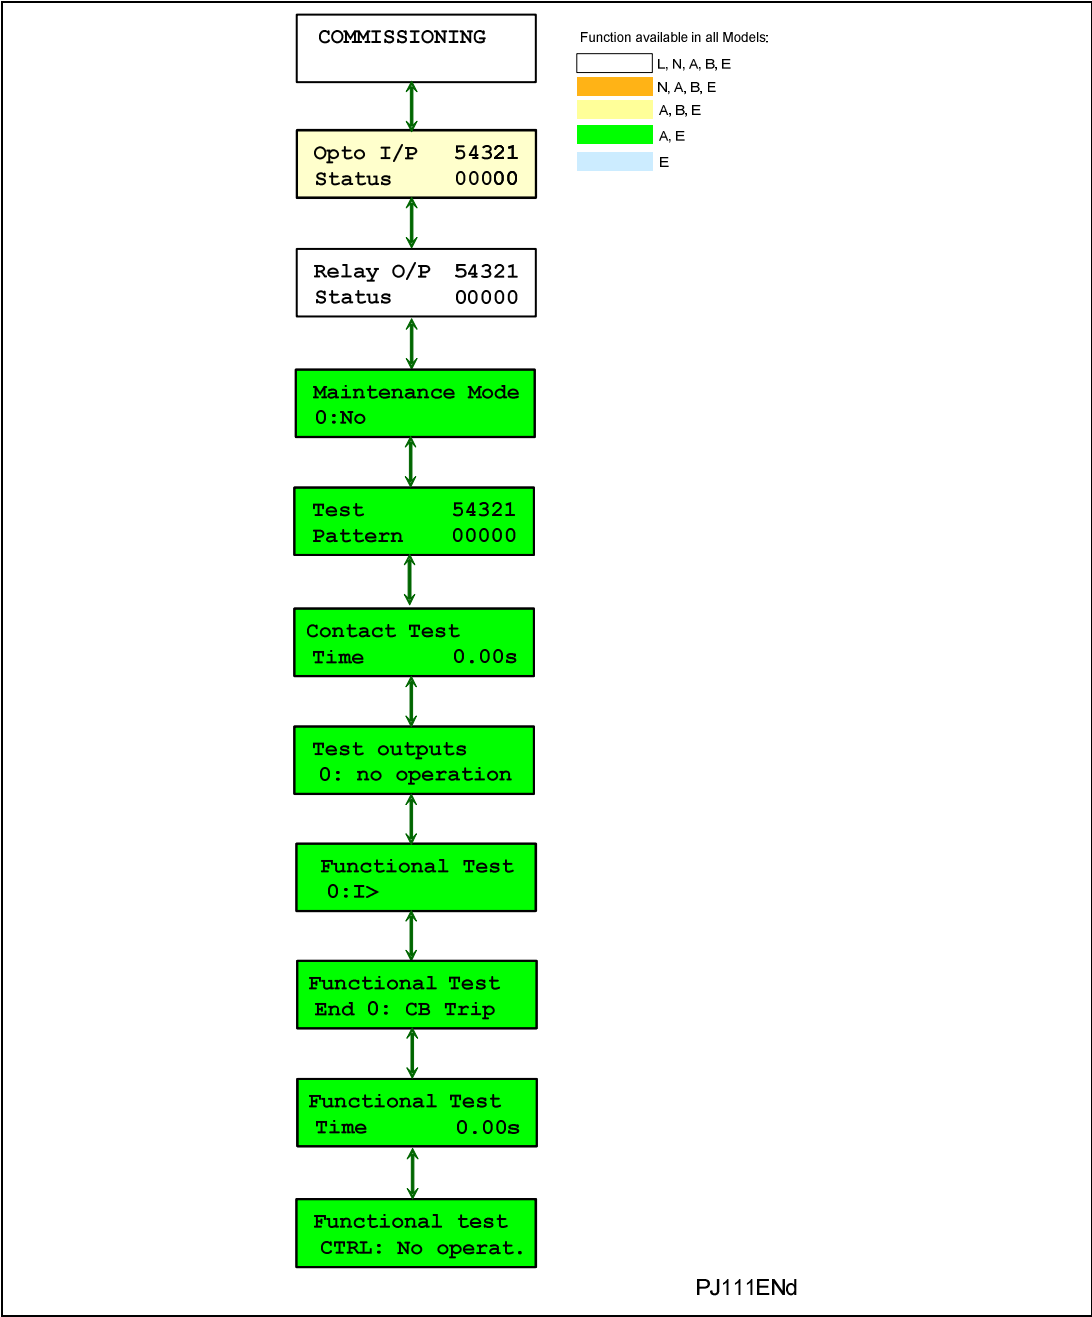 COMMISSIONING
Function available in all Models:
L, N, A, B, E
N, A, B, E
A, B, E
A, E
E
Opto I/P 54321
Status 00000
Relay O/P 54321
Status 00000
Maintenance Mode
0:No
Test 54321
Pattern 00000
Contact Test
Time 0.00s
Test outputs
0: no operation
Functional Test
0:I>
Functional Test
End 0: CB Trip
Functional Test
Time 0.00s
Functional test
CTRL: No operat.
PJ111ENd